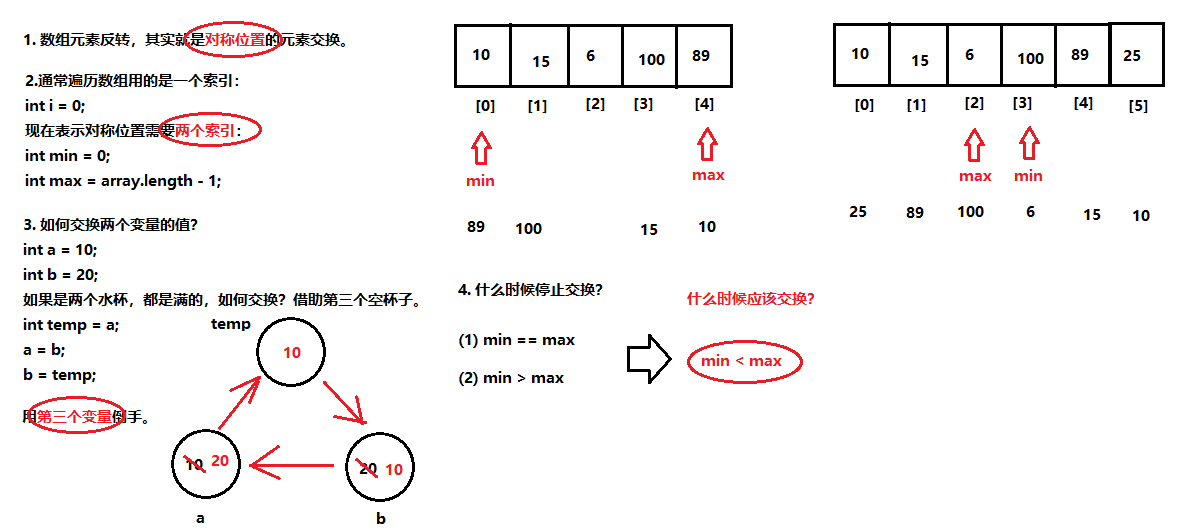 1. 数组元素反转，其实就是对称位置的元素交换。
2.通常遍历数组用的是一个索引：
int i = 0;
现在表示对称位置需要两个索引：
int min = 0;
int max = array.length - 1;
3. 如何交换两个变量的值？
int a = 10;
int b = 20;
如果是两个水杯，都是满的，如何交换？借助第三个空杯子。
int temp = a;
a = b;
b = temp;
用第三个变量倒手。
temp
10
10 20
20 10
a b
10 15 6 100 89
[0] [1] [2] [3] [4]
min max
89 100 15 10
10 15 6 100 89 25
[0] [1] [2] [3] [4] [5]
max min
25 89 100 6 15 10
4. 什么时候停止交换？
(1) min == max
(2) min > max
什么时候应该交换？
min < max